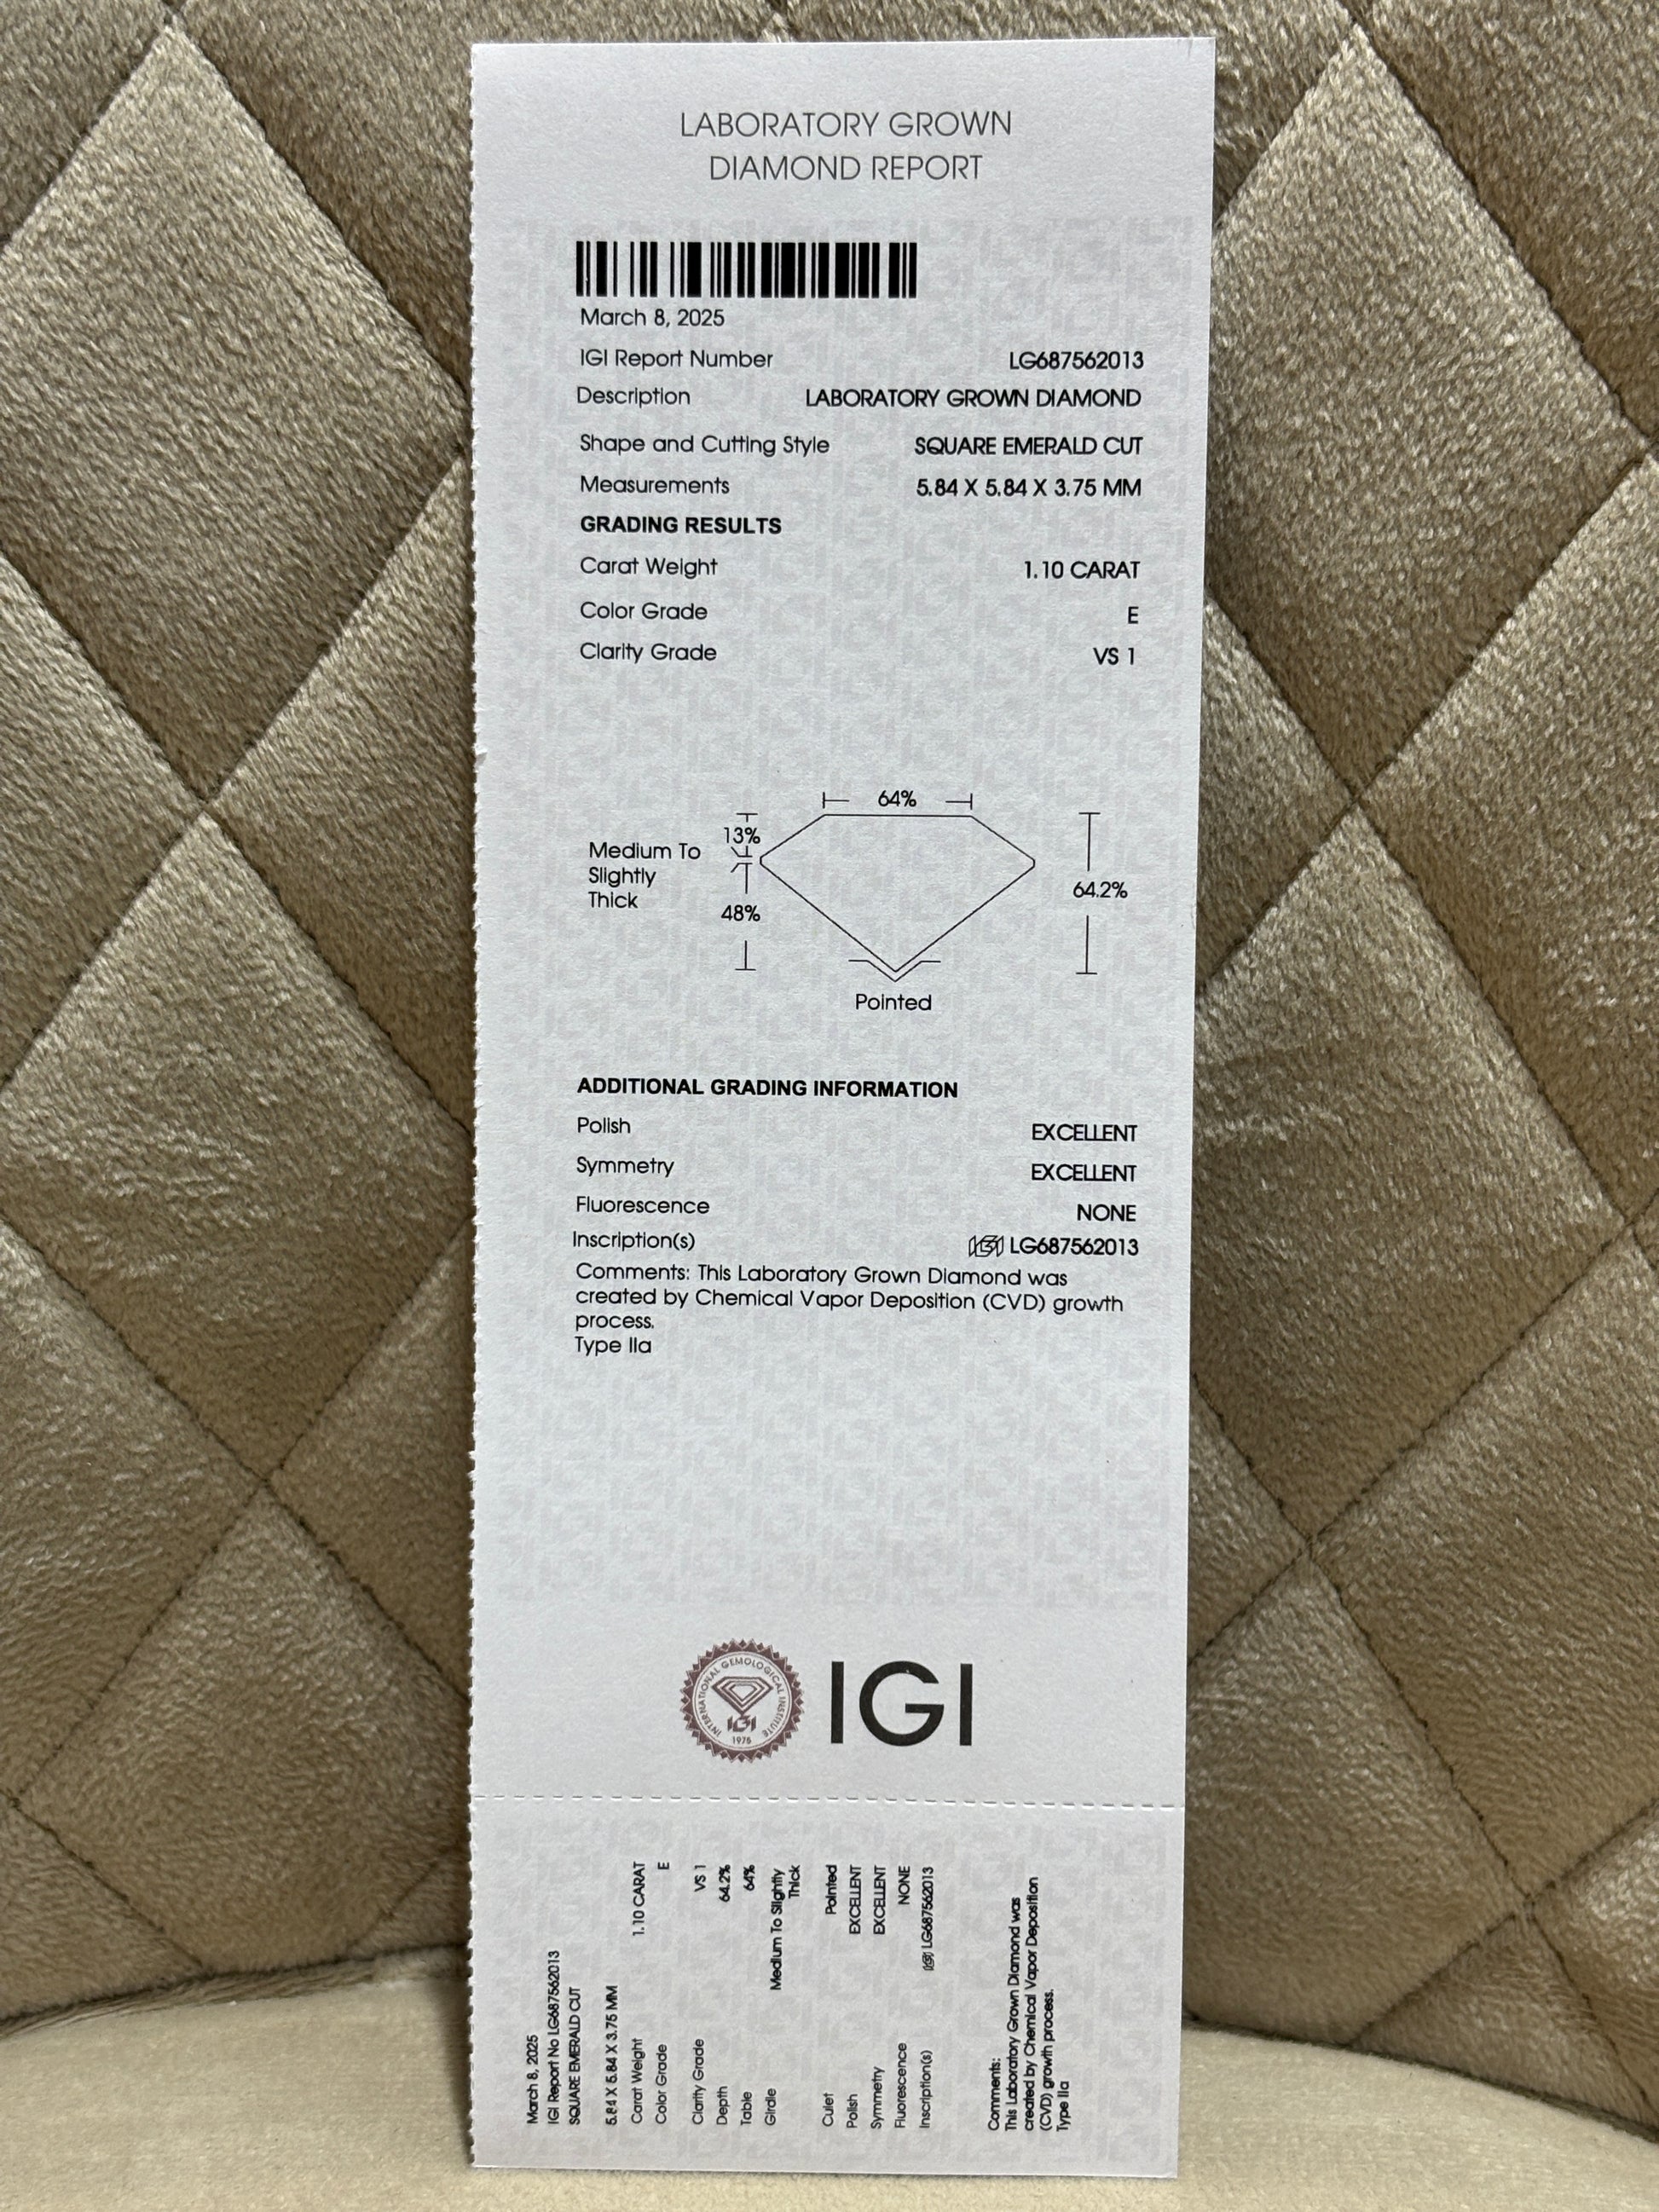 LABORATORY GROWN
DIAMOND REPORT
March 8, 2025
IGI Report Number LG687562013
Description LABORATORY GROWN DIAMOND
Shape and Cutting Style SQUARE EMERALD CUT
Measurements 5.84 X 5.84 X 3.75 MM
GRADING RESULTS
Carat Weight 1.10 CARAT
Color Grade E
Clarity Grade VS 1
64%
13%
Medium To
Slightly
Thick
48%
64.2%
Pointed
ADDITIONAL GRADING INFORMATION
Polish EXCELLENT
Symmetry EXCELLENT
Fluorescence NONE
Inscription(s) IGI LG687562013
Comments: This Laboratory Grown Diamond was
created by Chemical Vapor Deposition (CVD) growth
process.
Type IIa
INTERNATIONAL GEMOLOGICAL INSTITUTE
IGI
1975
IGI
March 8, 2025
IGI Report No LG687562013
SQUARE EMERALD CUT
5.84 X 5.84 X 3.75 MM
Carat Weight 1.10 CARAT
Color Grade E
Clarity Grade VS 1
Depth 64.2%
Table 64%
Girdle Medium To Slightly
Thick
Culet Pointed
Polish EXCELLENT
Symmetry EXCELLENT
Fluorescence NONE
Inscription(s) IGI LG687562013
Comments:
This Laboratory Grown Diamond was
created by Chemical Vapor Deposition
(CVD) growth process.
Type IIa